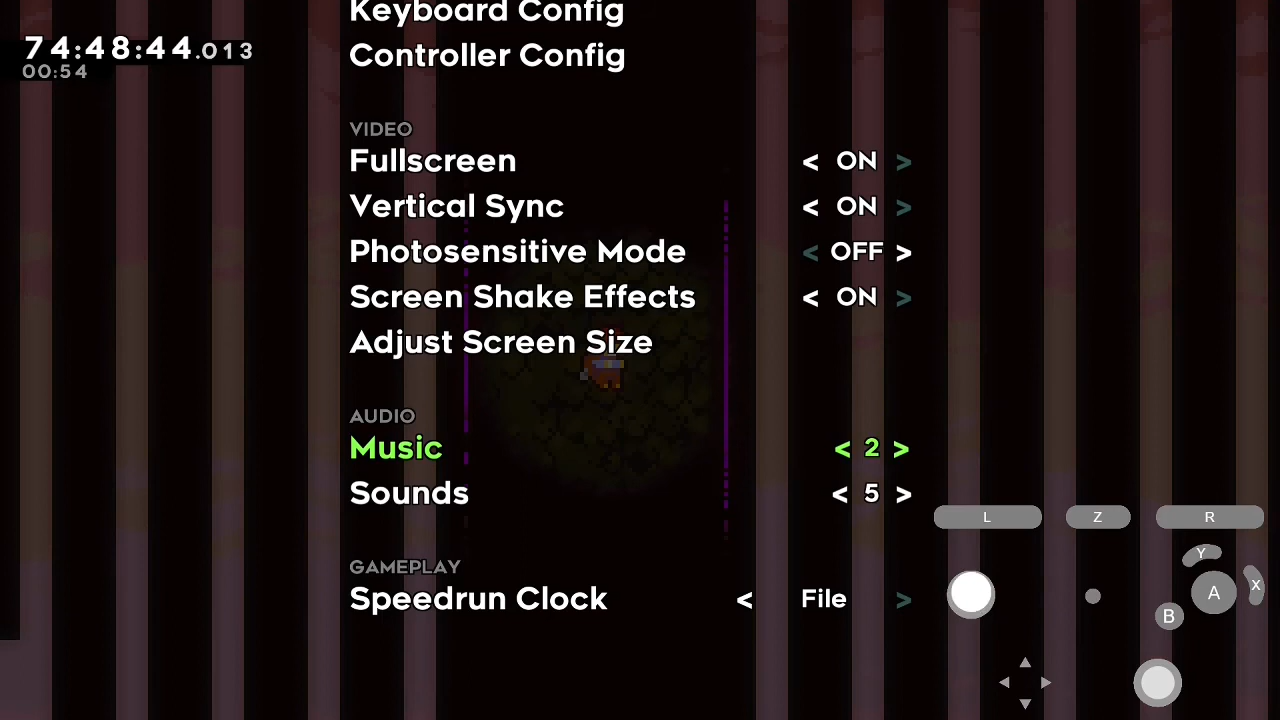 Keyboard Config
74:48:44.013
Controller Config
00:54
VIDEO
Fullscreen < ON >
Vertical Sync < ON >
Photosensitive Mode < OFF >
Screen Shake Effects < ON >
Adjust Screen Size
AUDIO
Music < 2 >
Sounds < 5 >
L Z R
Y
GAMEPLAY
X
A
Speedrun Clock < File >
B